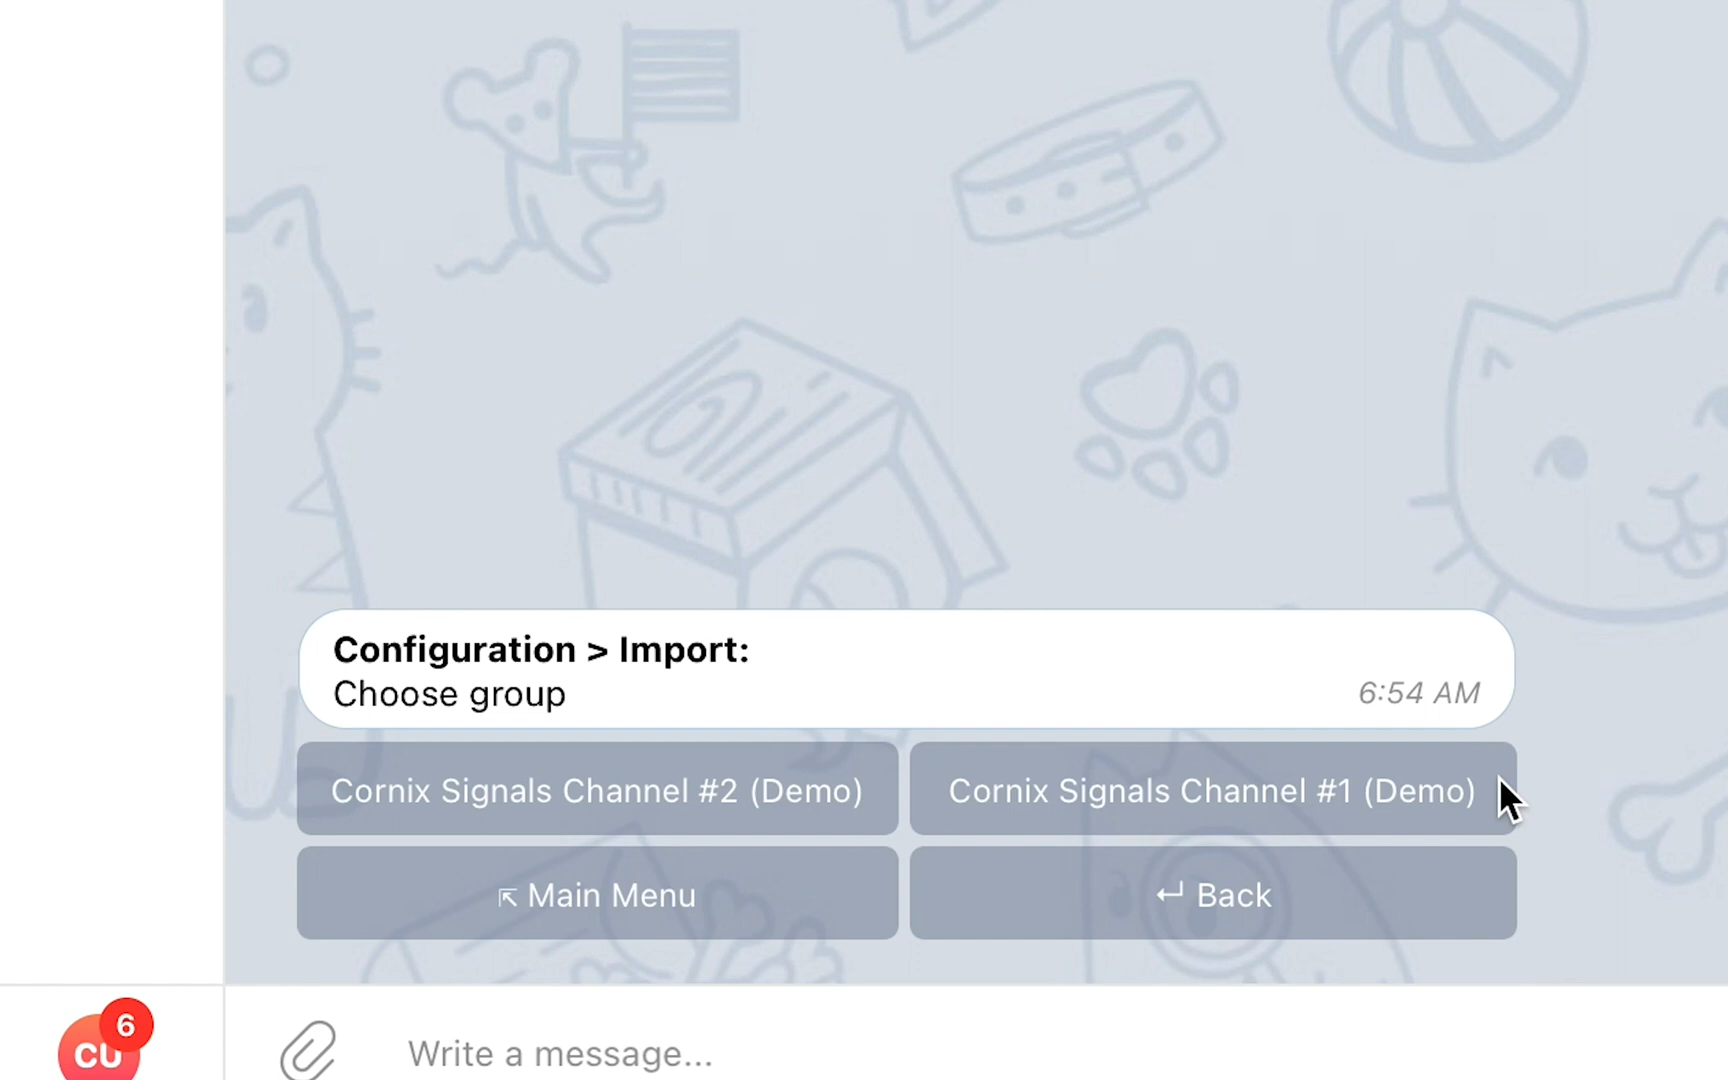 Configuration > Import:
Choose group
6:54 AM
Cornix Signals Channel #2 (Demo)
Cornix Signals Channel #1 (Demo)
Main Menu
Back
6
CU
Write a message...